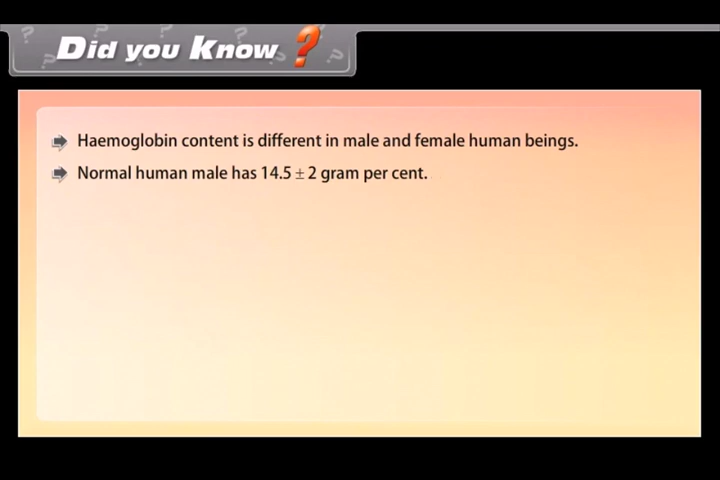 Did you Know ?
Haemoglobin content is different in male and female human beings.
Normal human male has 14.5 ± 2 gram per cent.